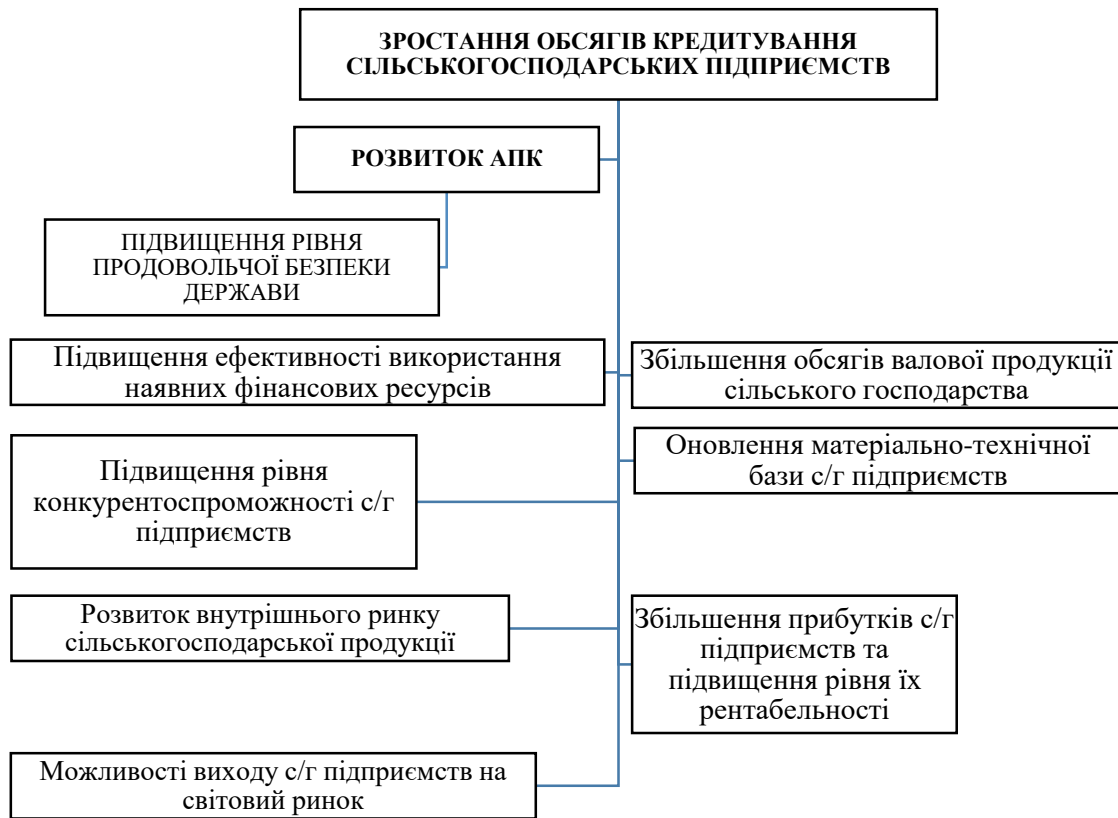 ЗРОСТАННЯ ОБСЯГІВ КРЕДИТУВАННЯ
СІЛЬСЬКОГОСПОДАРСЬКИХ ПІДПРИЄМСТВ
РОЗВИТОК АПК
ПІДВИЩЕННЯ РІВНЯ
ПРОДОВОЛЬЧОЇ БЕЗПЕКИ
ДЕРЖАВИ
Підвищення ефективності використання
наявних фінансових ресурсів
Збільшення обсягів валової продукції
сільського господарства
Підвищення рівня
конкурентоспроможності с/г
підприємств
Оновлення матеріально-технічної
бази с/г підприємств
Розвиток внутрішнього ринку
сільськогосподарської продукції
Збільшення прибутків с/г
підприємств та
підвищення рівня їх
рентабельності
Можливості виходу с/г підприємств на
світовий ринок